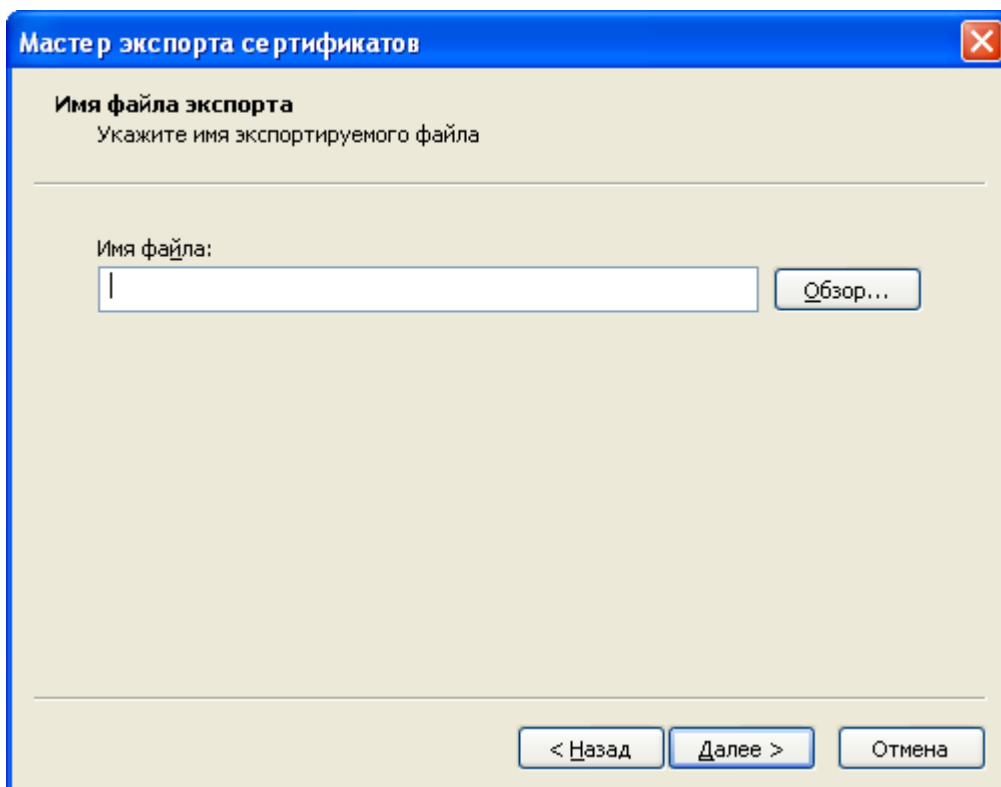 Мастер экспорта сертификатов
Имя файла экспорта
Укажите имя экспортируемого файла
Имя файла:
Обзор...
< Назад
Далее >
Отмена